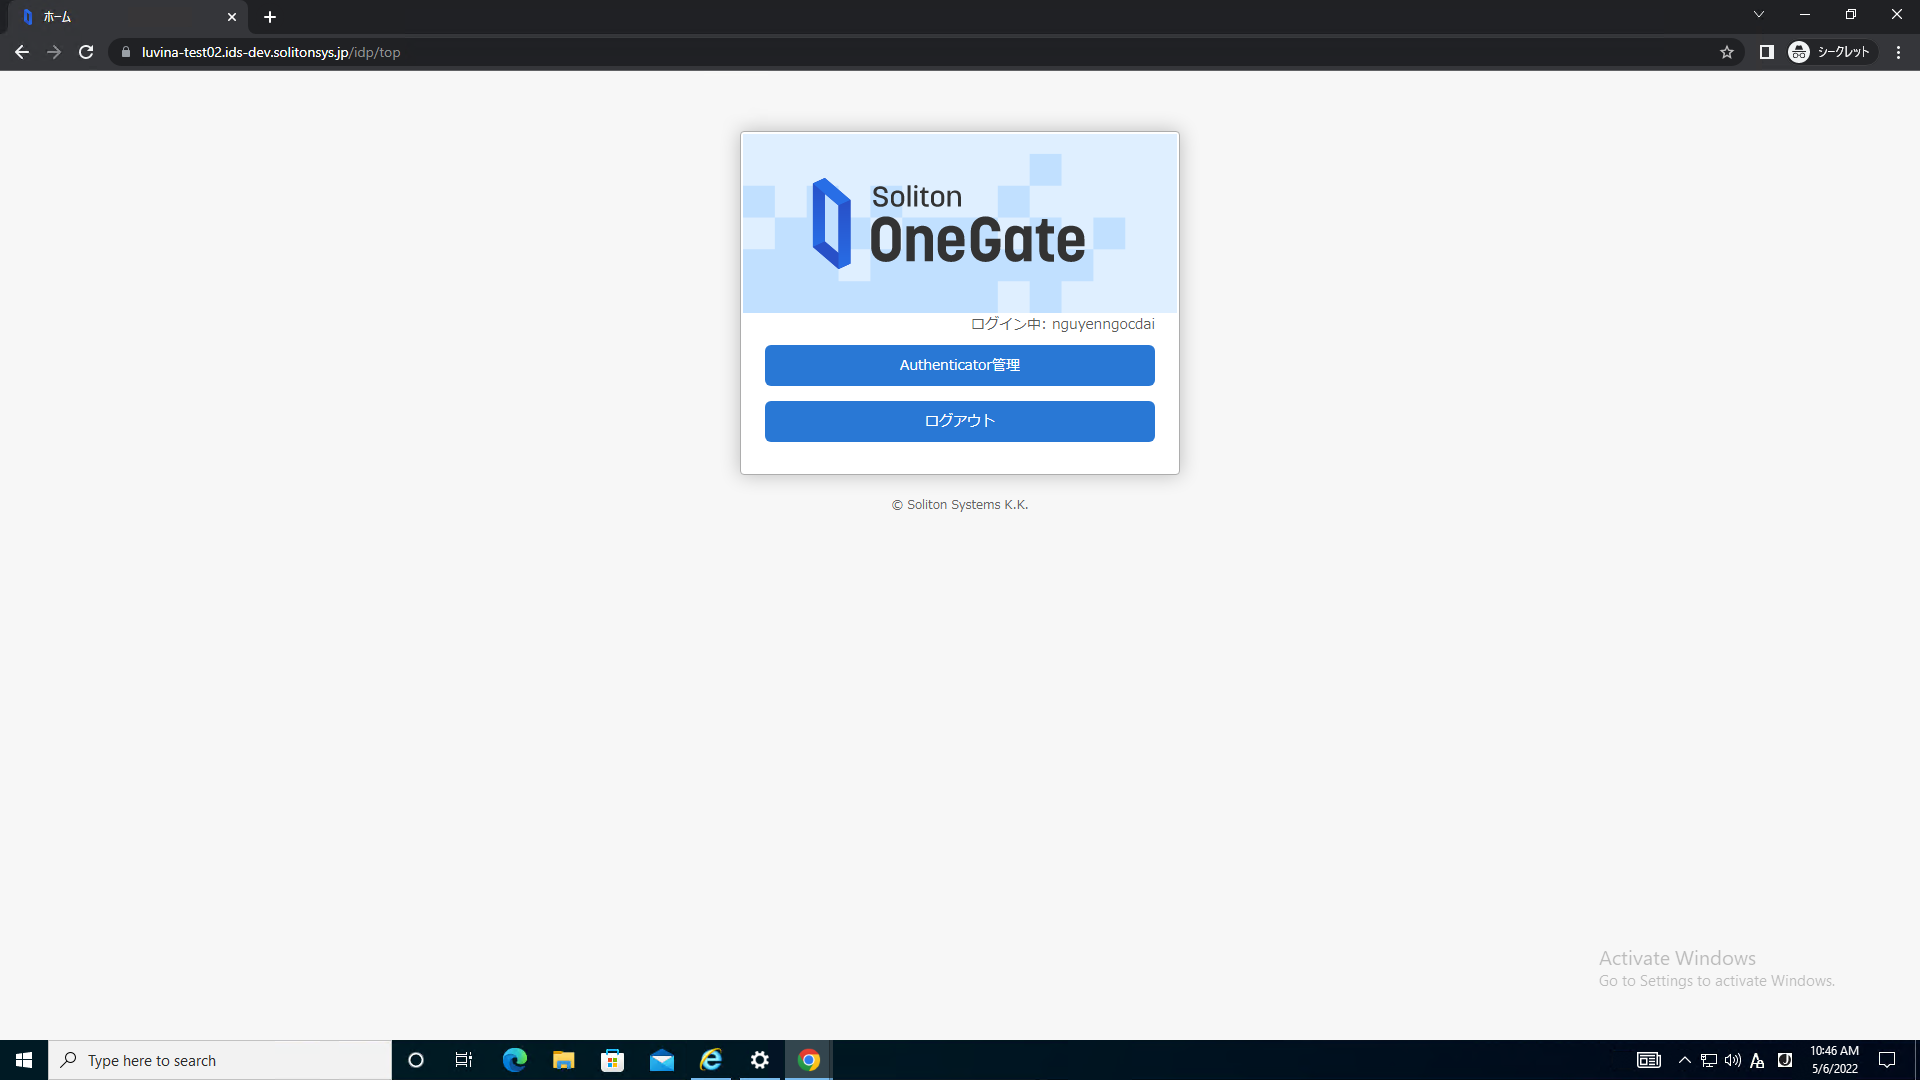 ホーム
luvina-test02.ids-dev.solitonsys.jp/idp/top
シークレット
Soliton
OneGate
ログイン中: nguyenngocdai
Authenticator管理
ログアウト
© Soliton Systems K.K.
Activate Windows
Go to Settings to activate Windows.
Type here to search
10:46 AM
5/6/2022